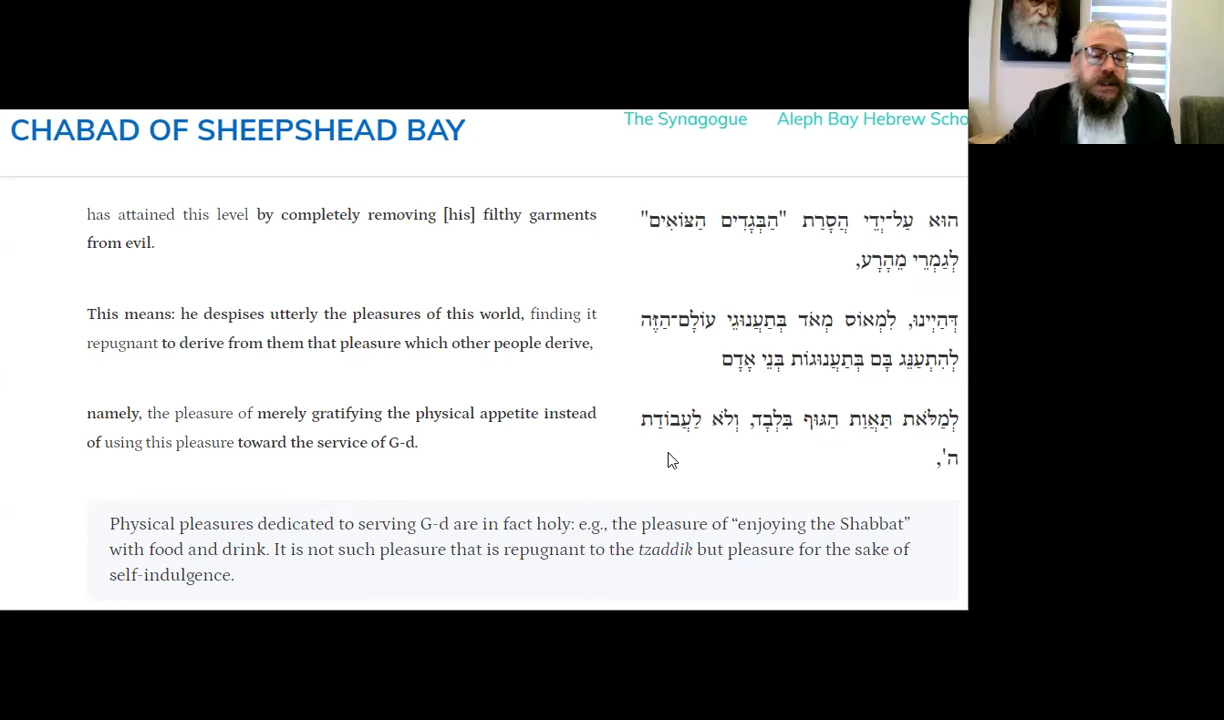 CHABAD OF SHEEPSHEAD BAY
The Synagogue Aleph Bay Hebrew Scho
has attained this level by completely removing [his] filthy garments
from evil.
הוּא עַל־יְדֵי הֲסָרַת "הַבְּגָדִים הַצּוֹאִים"
לְגַמְרֵי מֵהָרָע,
This means: he despises utterly the pleasures of this world, finding it
repugnant to derive from them that pleasure which other people derive,
דְּהַיְינוּ, לִמְאוֹס מְאֹד בְּתַעֲנוּגֵי עוֹלָם־הַזֶּה
לְהִתְעַנֵּג בָּם בְּתַעֲנוּגוֹת בְּנֵי אָדָם
namely, the pleasure of merely gratifying the physical appetite instead
of using this pleasure toward the service of G-d.
לְמַלֹּאת תַּאֲוַת הַגּוּף בִּלְבָד, וְלֹא לַעֲבוֹדַת
ה',
Physical pleasures dedicated to serving G-d are in fact holy: e.g., the pleasure of “enjoying the Shabbat”
with food and drink. It is not such pleasure that is repugnant to the tzaddik but pleasure for the sake of
self-indulgence.